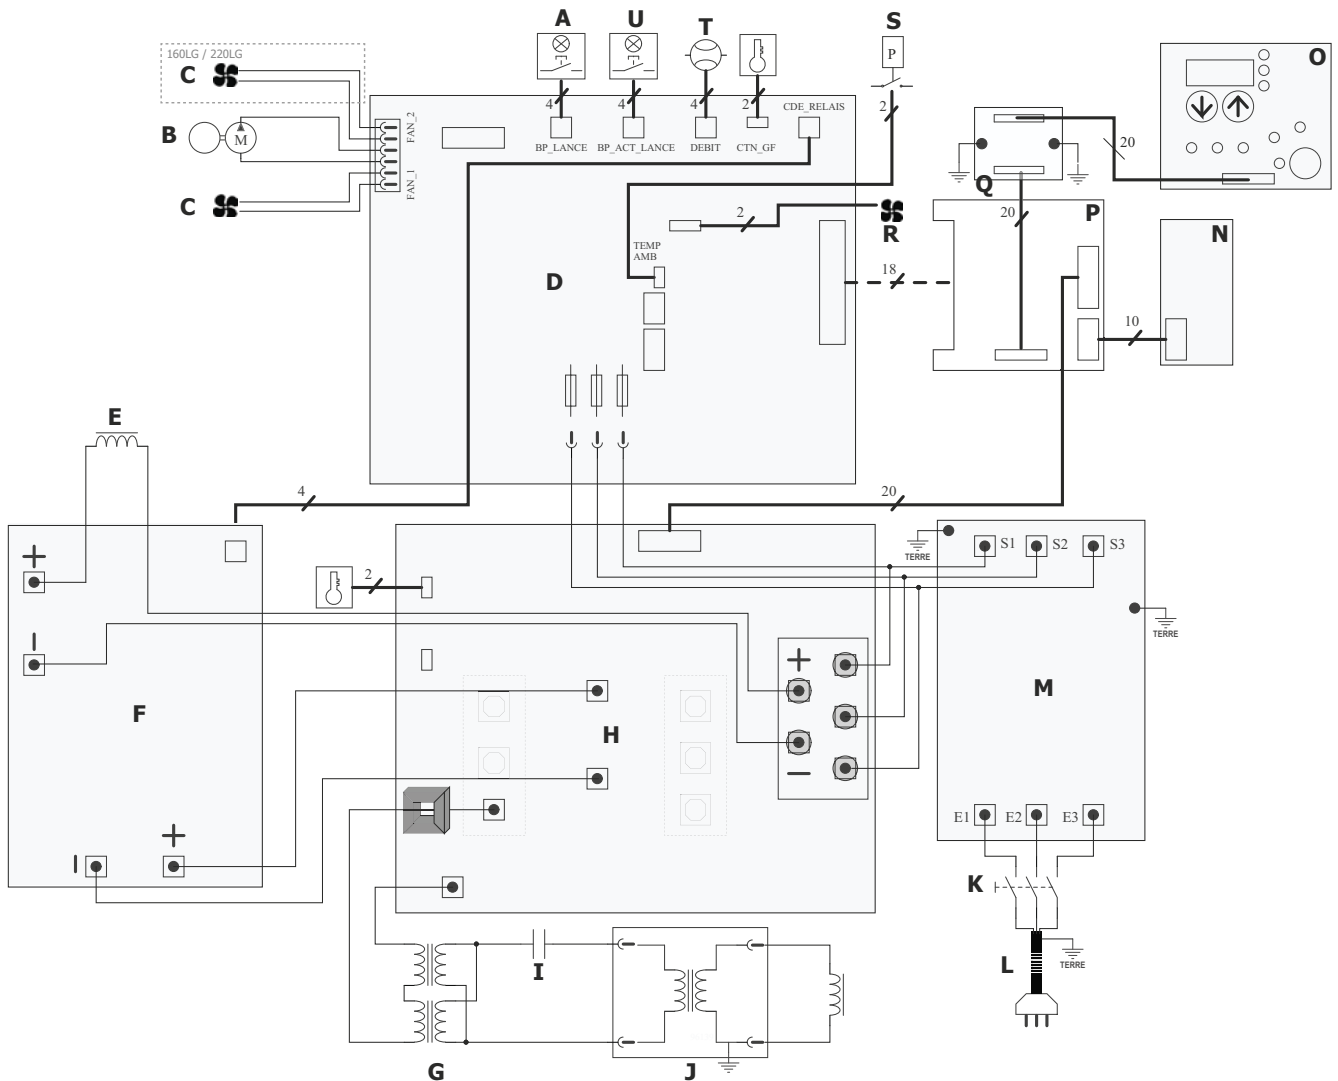 A
U
T
S
O
160LG / 220LG
C
P
4
4
4
2
2
CDE_RELAIS
FAN_2
B
M
BP_LANCE
BP_ACT_LANCE
DEBIT
CTN_GF
20
FAN_1
C
Q
20
P
2
R
N
TEMP
AMB
D
18
10
E
4
20
TERRE
S1
S2
S3
+
2
TERRE
+
M
F
H
E1
E2
E3
+
K
L
TERRE
I
G
J